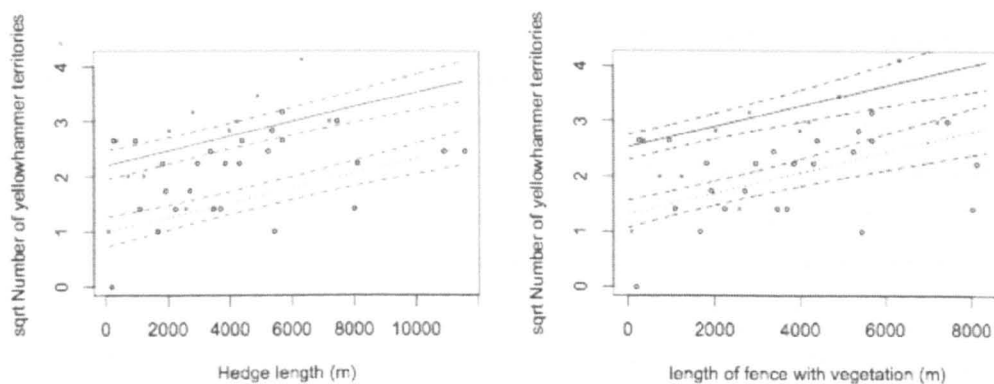 sqrt Number of yellowhammer territories
4
3
2
1
0
0 2000 4000 6000 8000 10000
Hedge length (m)
sqrt Number of yellowhammer territories
4
3
2
1
0
0 2000 4000 6000 8000
length of fence with vegetation (m)